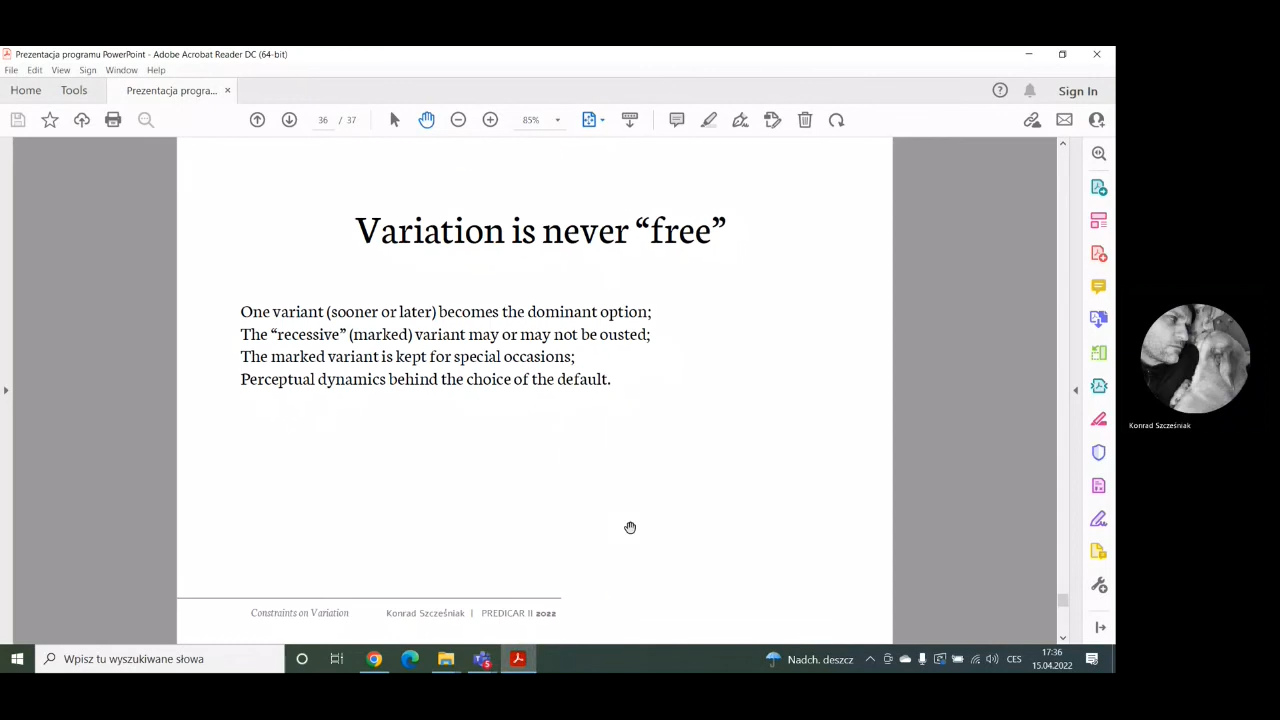 Prezentacja programu PowerPoint - Adobe Acrobat Reader DC (64-bit)
File Edit View Sign Window Help
Home Tools Prezentacja progra... Sign In
36 / 37 85%
Variation is never “free”
One variant (sooner or later) becomes the dominant option;
The “recessive” (marked) variant may or may not be ousted;
The marked variant is kept for special occasions;
Perceptual dynamics behind the choice of the default.
Konrad Szcześniak
Constraints on Variation Konrad Szcześniak | PREDICAR II 2022
Wpisz tu wyszukiwane słowa Nadch. deszcz CES 17:36
15.04.2022